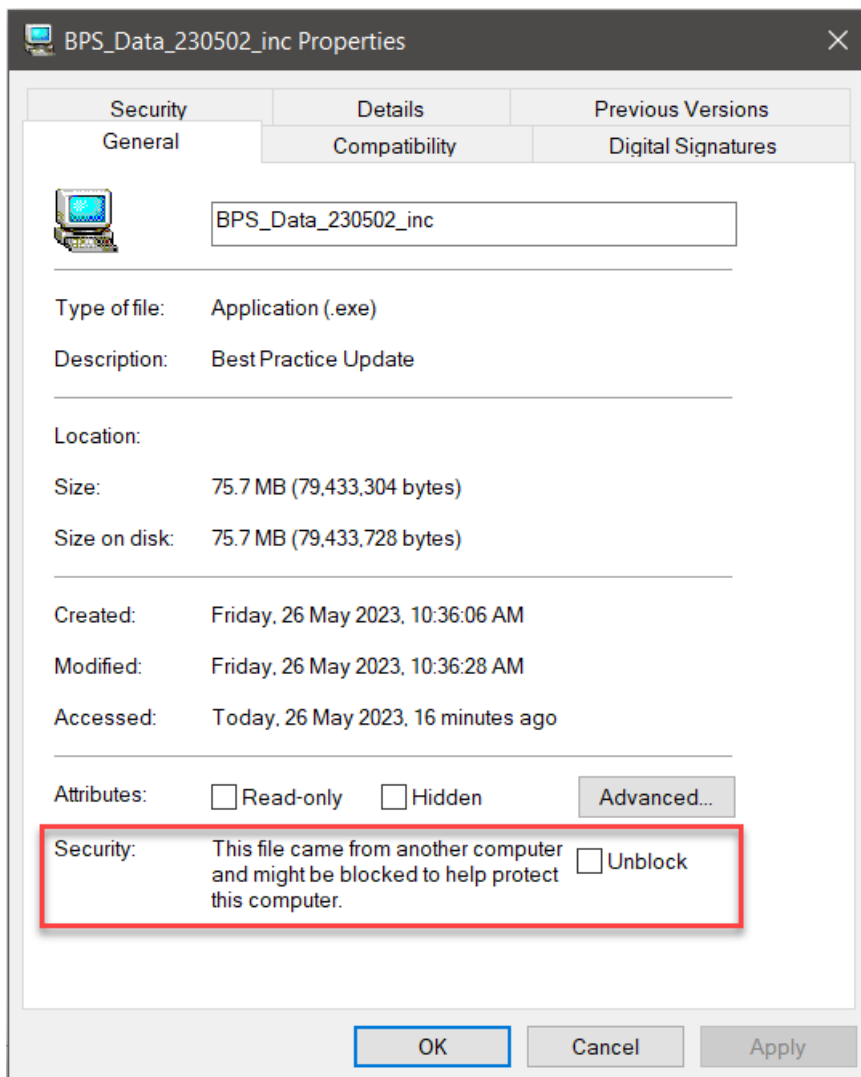 BPS_Data_230502_inc Properties
Security Details Previous Versions
General Compatibility Digital Signatures
BPS_Data_230502_inc
Type of file: Application (.exe)
Description: Best Practice Update
Location:
Size: 75.7 MB (79,433,304 bytes)
Size on disk: 75.7 MB (79,433,728 bytes)
Created: Friday, 26 May 2023, 10:36:06 AM
Modified: Friday, 26 May 2023, 10:36:28 AM
Accessed: Today, 26 May 2023, 16 minutes ago
Attributes: Read-only Hidden Advanced...
Security: This file came from another computer
and might be blocked to help protect
this computer.
Unblock
OK Cancel Apply